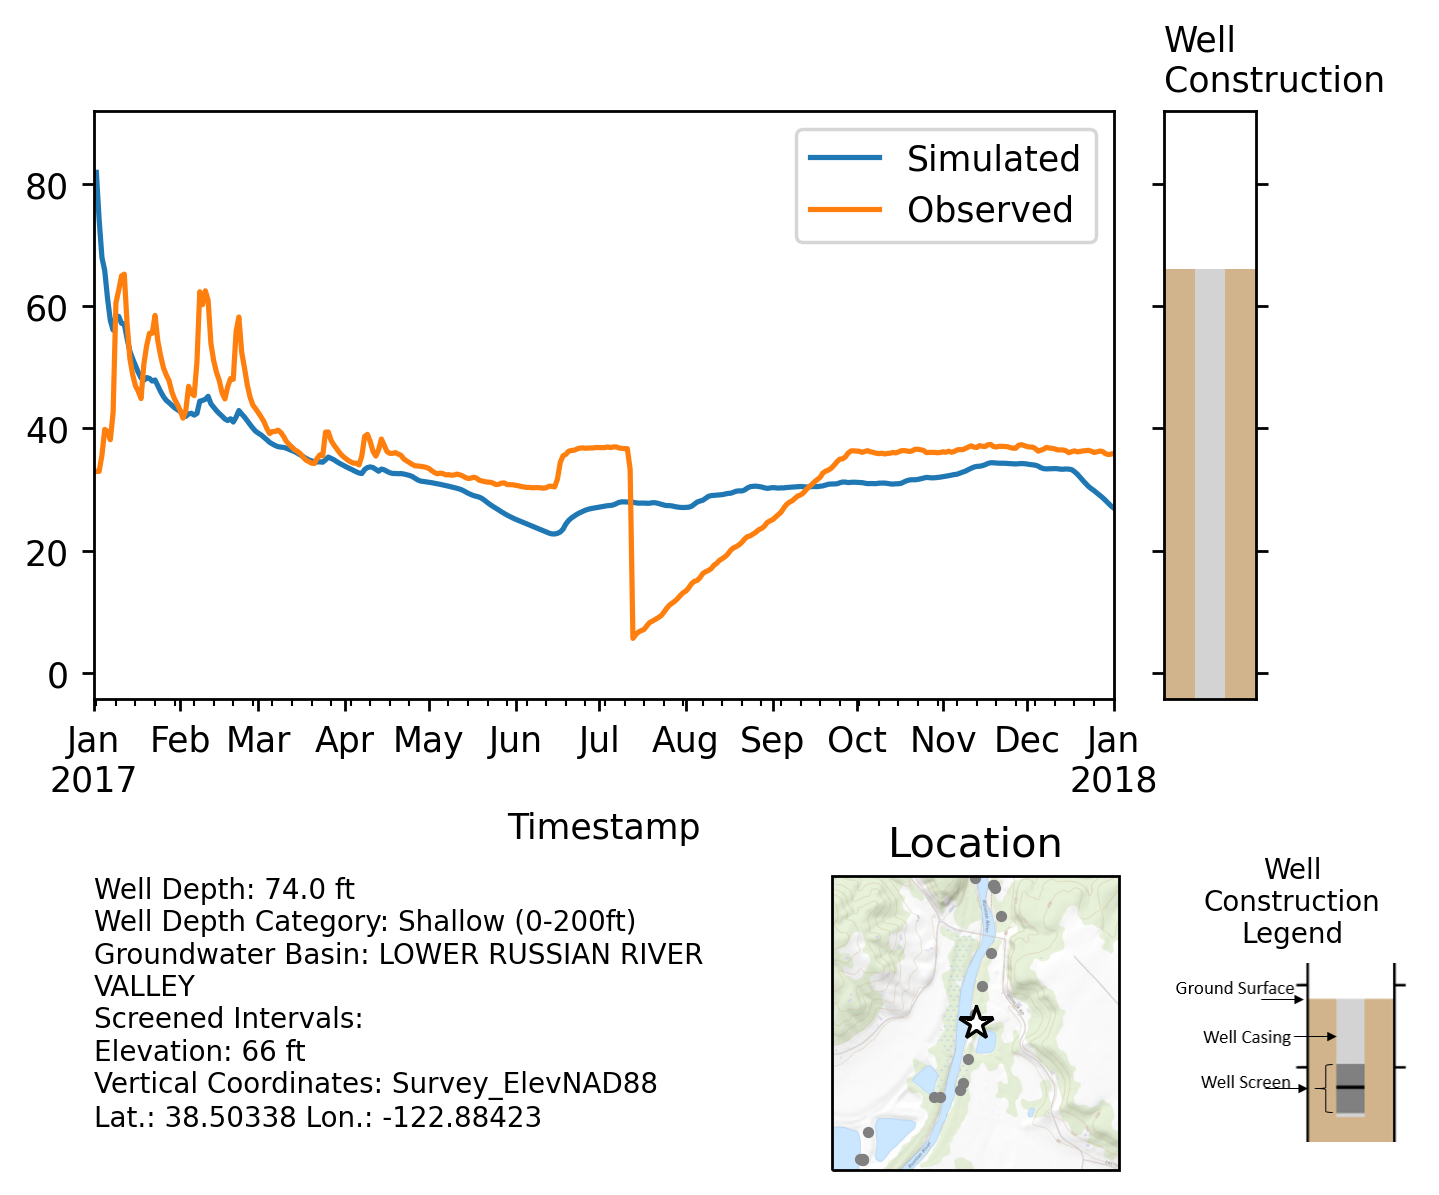 Well
Construction
Simulated
Observed
80
60
40
20
0
Jan Feb Mar Apr May Jun Jul Aug Sep Oct Nov Dec Jan
2017 2018
Timestamp
Well Depth: 74.0 ft
Well Depth Category: Shallow (0-200ft)
Groundwater Basin: LOWER RUSSIAN RIVER
VALLEY
Screened Intervals:
Elevation: 66 ft
Vertical Coordinates: Survey_ElevNAD88
Lat.: 38.50338 Lon.: -122.88423
Location
Well
Construction
Legend
Ground Surface
Well Casing
Well Screen